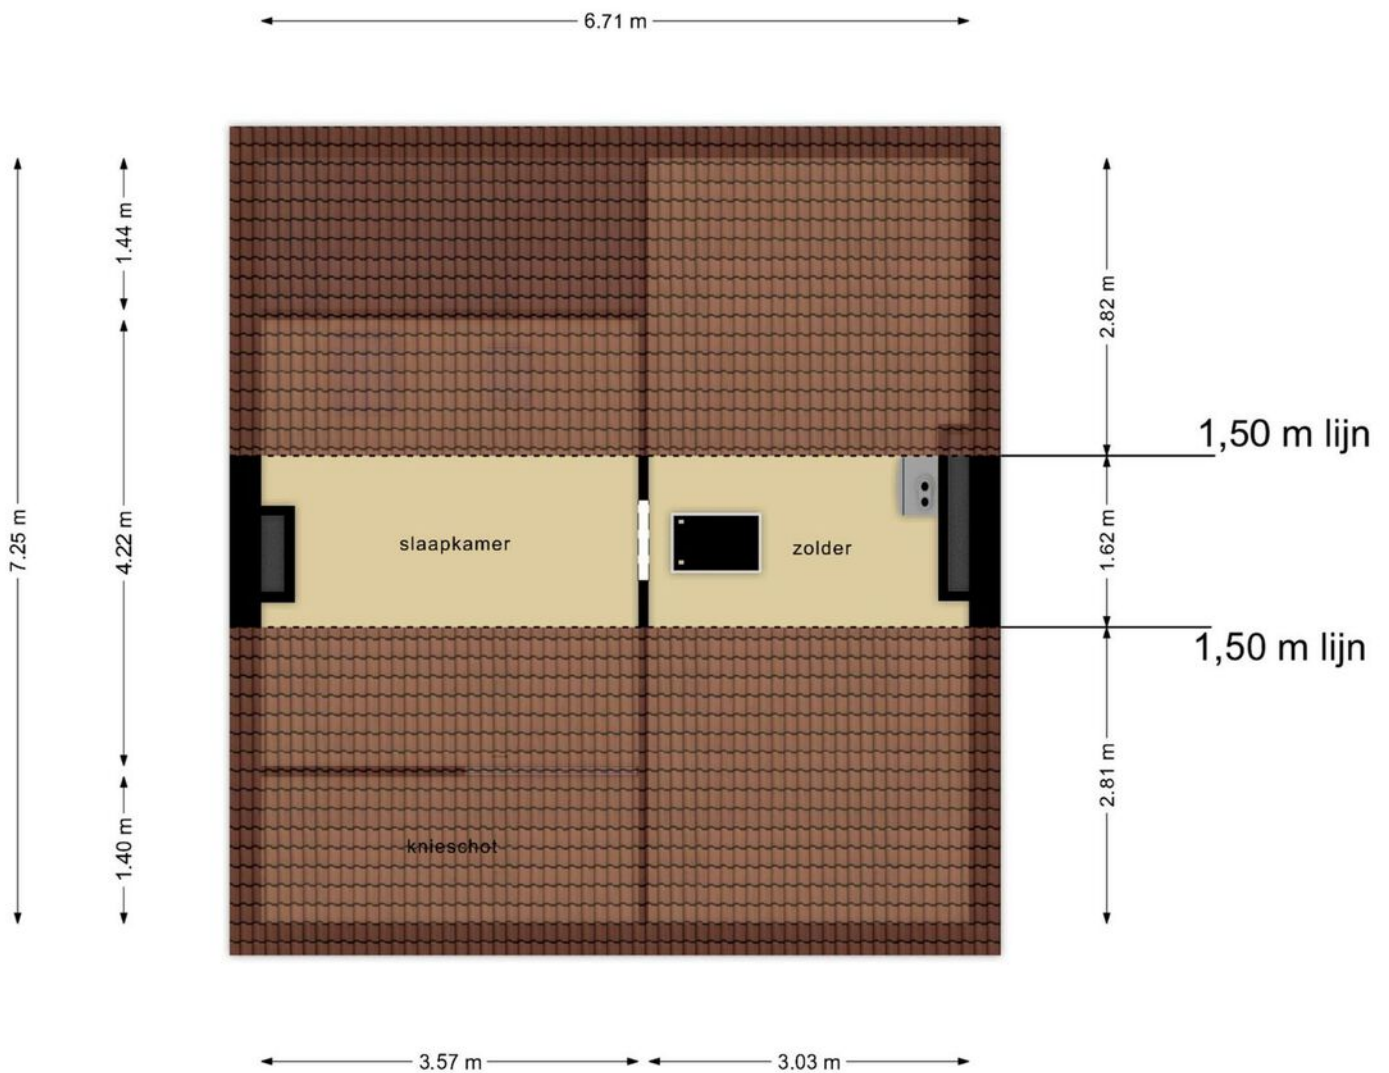 6.71 m
1.44 m
2.82 m
1,50 m lijn
7.25 m
4.22 m
slaapkamer
zolder
1.62 m
1,50 m lijn
2.81 m
1.40 m
knieschot
3.57 m
3.03 m